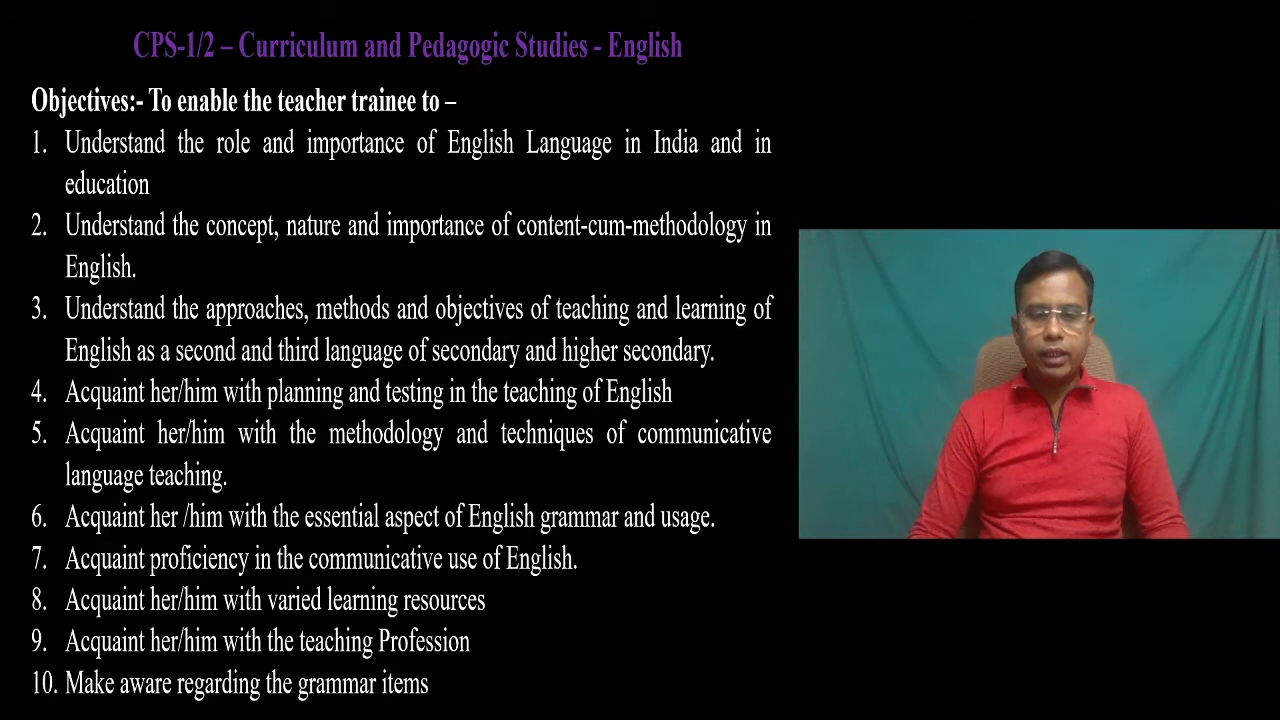 CPS-1/2 – Curriculum and Pedagogic Studies - English
Objectives:- To enable the teacher trainee to –
1. Understand the role and importance of English Language in India and in
education
2. Understand the concept, nature and importance of content-cum-methodology in
English.
3. Understand the approaches, methods and objectives of teaching and learning of
English as a second and third language of secondary and higher secondary.
4. Acquaint her/him with planning and testing in the teaching of English
5. Acquaint her/him with the methodology and techniques of communicative
language teaching.
6. Acquaint her /him with the essential aspect of English grammar and usage.
7. Acquaint proficiency in the communicative use of English.
8. Acquaint her/him with varied learning resources
9. Acquaint her/him with the teaching Profession
10. Make aware regarding the grammar items